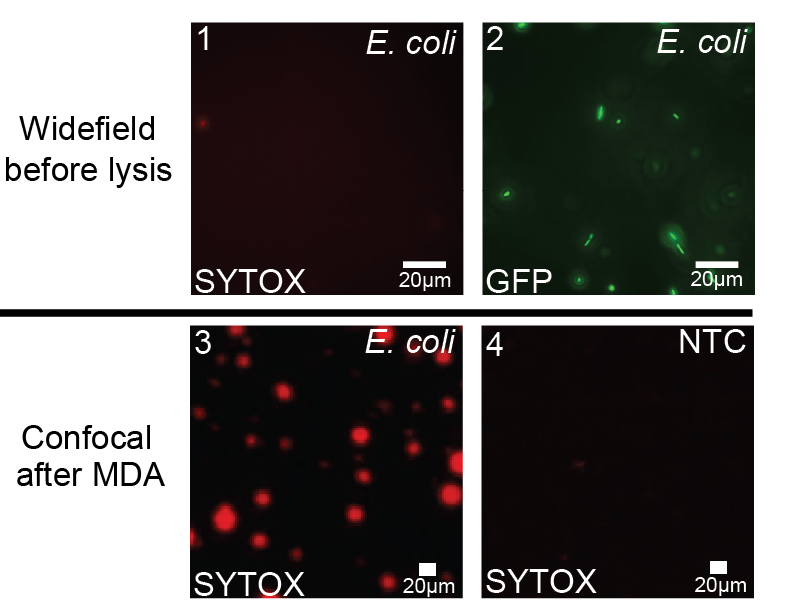 Widefield
before lysis
1
E. coli
SYTOX
20µm
2
E. coli
GFP
20µm
Confocal
after MDA
3
E. coli
SYTOX
20µm
4
NTC
SYTOX
20µm